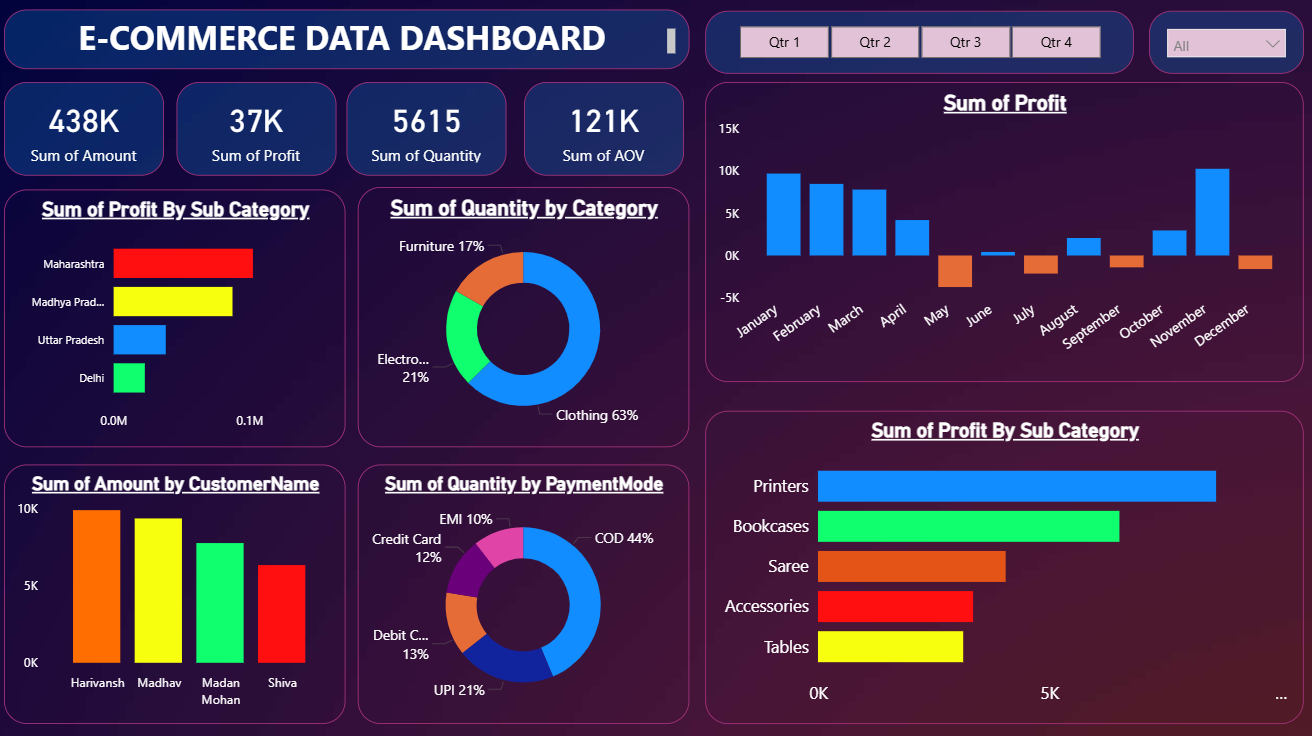 E-COMMERCE DATA DASHBOARD
Qtr 1 Qtr 2 Qtr 3 Qtr 4
All
438K
Sum of Amount
37K
Sum of Profit
5615
Sum of Quantity
121K
Sum of AOV
Sum of Profit
15K
10K
5K
0K
-5K
January February March April May June July August September October November December
Sum of Profit By Sub Category
Maharashtra
Madhya Prad...
Uttar Pradesh
Delhi
0.0M 0.1M
Sum of Quantity by Category
Furniture 17%
Electro...
21%
Clothing 63%
Sum of Profit By Sub Category
Printers
Bookcases
Saree
Accessories
Tables
0K 5K ...
Sum of Amount by CustomerName
10K
5K
0K
Harivansh Madhav Madan Shiva
Mohan
Sum of Quantity by PaymentMode
EMI 10%
COD 44%
Credit Card
12%
Debit C...
13%
UPI 21%